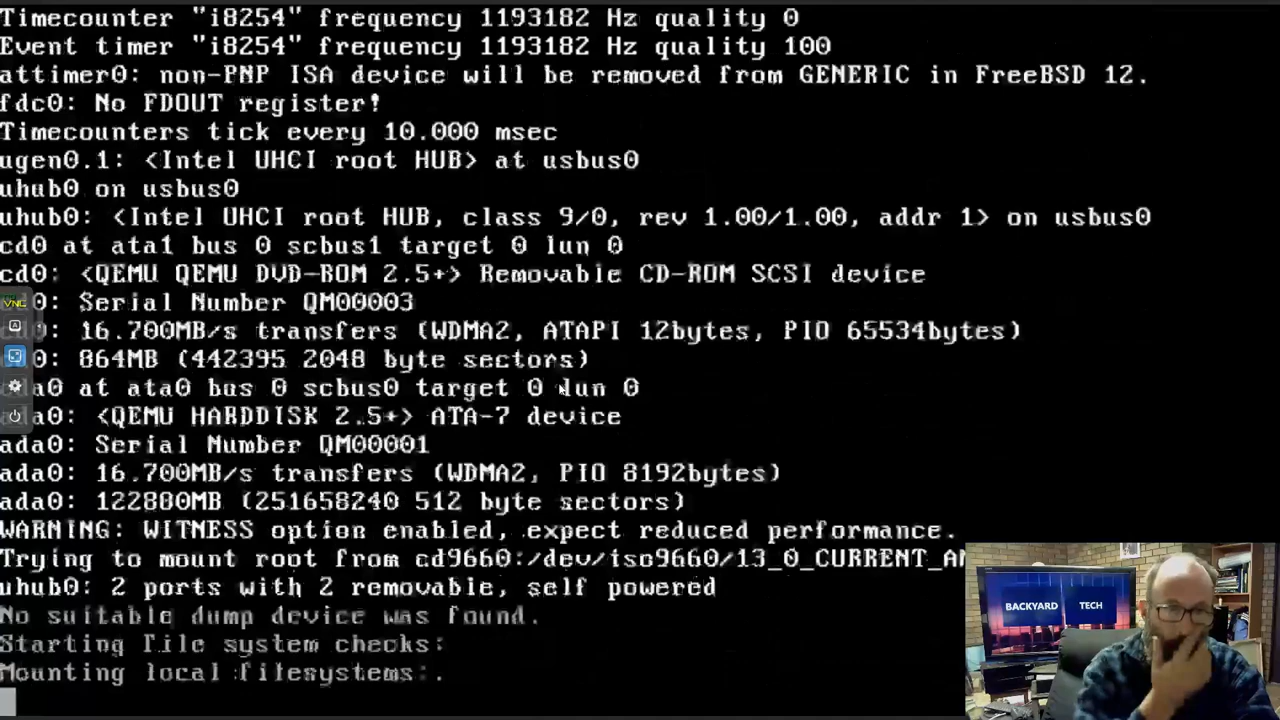 Timecounter "i8254" frequency 1193182 Hz quality 0
Event timer "i8254" frequency 1193182 Hz quality 100
attimer0: non-PNP ISA device will be removed from GENERIC in FreeBSD 12.
fdc0: No FDOUT register!
Timecounters tick every 10.000 msec
ugen0.1: <Intel UHCI root HUB> at usbus0
uhub0 on usbus0
uhub0: <Intel UHCI root HUB, class 9/0, rev 1.00/1.00, addr 1> on usbus0
cd0 at ata1 bus 0 scbus1 target 0 lun 0
cd0: <QEMU QEMU DVD-ROM 2.5+> Removable CD-ROM SCSI device
VNC 0: Serial Number QM00003
cd0: 16.700MB/s transfers (WDMA2, ATAPI 12bytes, PIO 65534bytes)
0: 864MB (442395 2048 byte sectors)
ada0 at ata0 bus 0 scbus0 target 0 lun 0
ada0: <QEMU HARDDISK 2.5+> ATA-7 device
ada0: Serial Number QM00001
ada0: 16.700MB/s transfers (WDMA2, PIO 8192bytes)
ada0: 122880MB (251658240 512 byte sectors)
WARNING: WITNESS option enabled, expect reduced performance.
Trying to mount root from cd9660:/dev/iso9660/13_0_CURRENT_A
uhub0: 2 ports with 2 removable, self powered
No suitable dump device was found.
Starting file system checks:
Mounting local filesystems:.
BACKYARD TECH